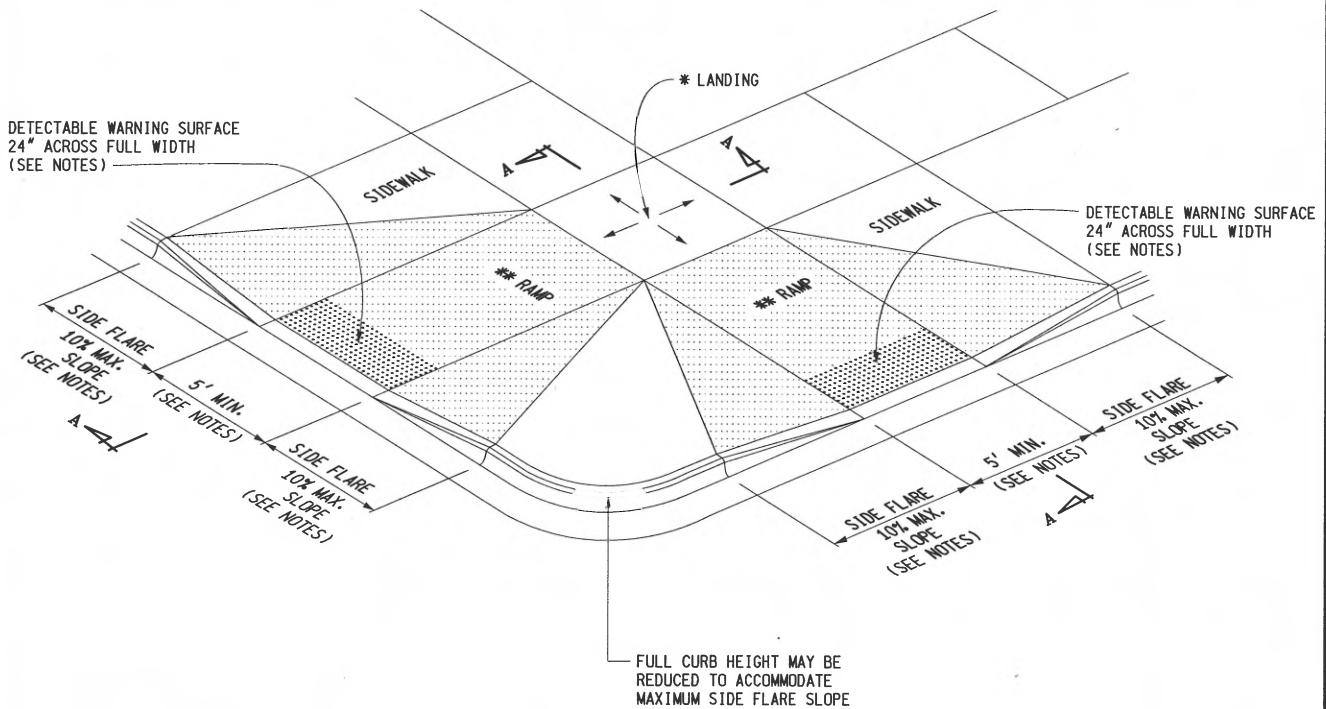 * LANDING
DETECTABLE WARNING SURFACE
24" ACROSS FULL WIDTH
(SEE NOTES)
A
A
SIDEWALK
SIDEWALK
DETECTABLE WARNING SURFACE
24" ACROSS FULL WIDTH
(SEE NOTES)
** RAMP
** RAMP
SIDE FLARE
10% MAX.
SLOPE
(SEE NOTES)
5' MIN.
(SEE NOTES)
SIDE FLARE
10% MAX.
SLOPE
(SEE NOTES)
A
SIDE FLARE
10% MAX.
SLOPE
(SEE NOTES)
5' MIN.
(SEE NOTES)
SIDE FLARE
10% MAX.
SLOPE
(SEE NOTES)
A
FULL CURB HEIGHT MAY BE
REDUCED TO ACCOMMODATE
MAXIMUM SIDE FLARE SLOPE